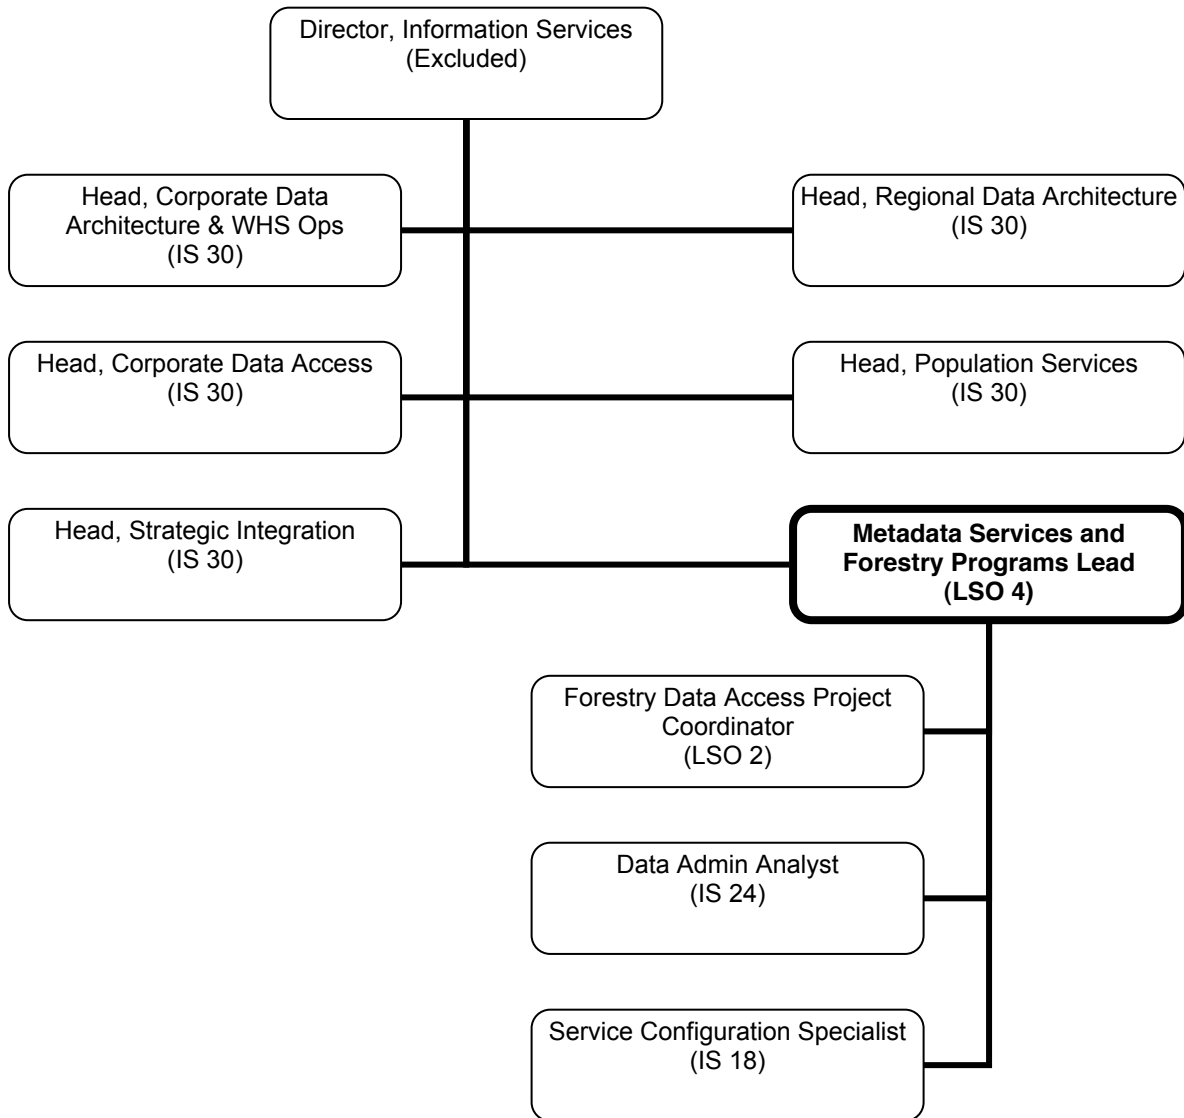 Director, Information Services
(Excluded)
Head, Corporate Data
Architecture & WHS Ops
(IS 30)
Head, Regional Data Architecture
(IS 30)
Head, Corporate Data Access
(IS 30)
Head, Population Services
(IS 30)
Head, Strategic Integration
(IS 30)
Metadata Services and
Forestry Programs Lead
(LSO 4)
Forestry Data Access Project
Coordinator
(LSO 2)
Data Admin Analyst
(IS 24)
Service Configuration Specialist
(IS 18)